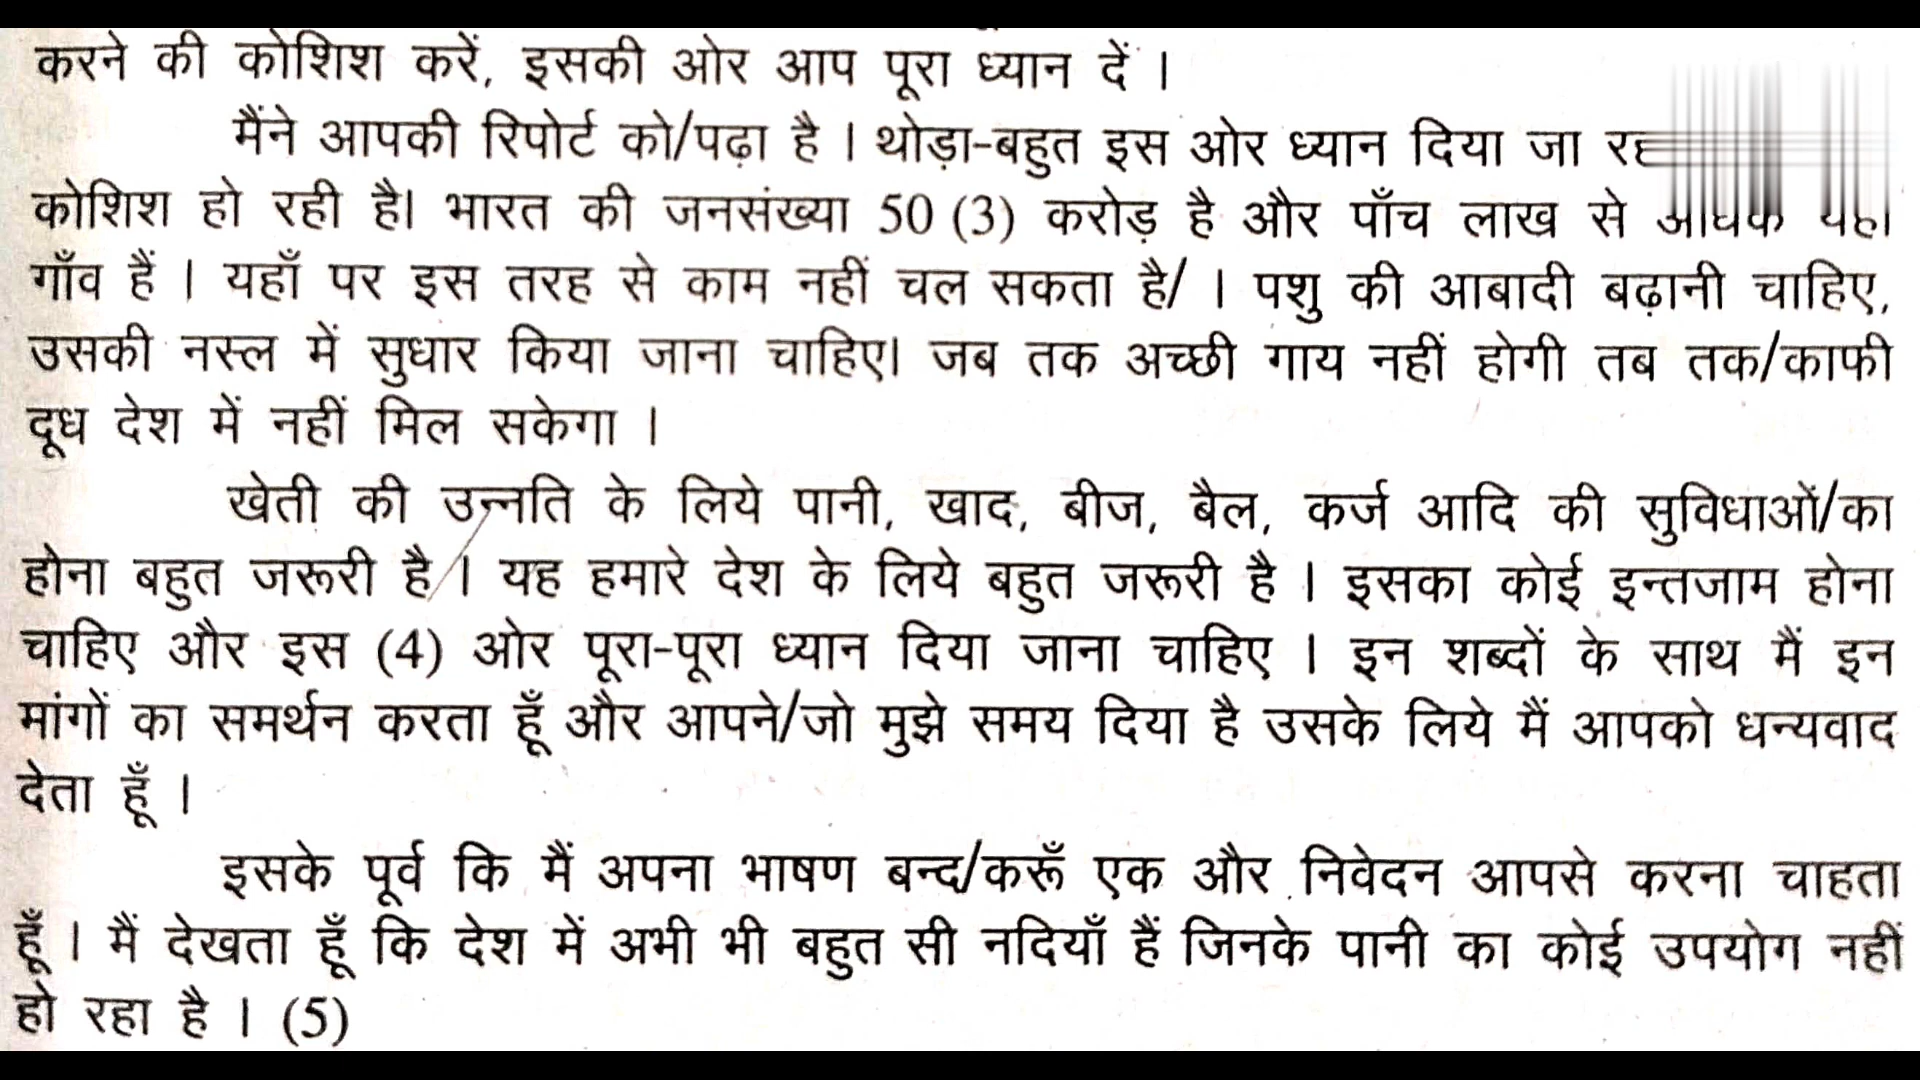 करने की कोशिश करें, इसकी ओर आप पूरा ध्यान दें ।
मैंने आपकी रिपोर्ट को/पढ़ा है । थोड़ा-बहुत इस ओर ध्यान दिया जा
कोशिश हो रही है। भारत की जनसंख्या 50 (3) करोड़ है और पाँच लाख से
गाँव हैं । यहाँ पर इस तरह से काम नहीं चल सकता है/ । पशु की आबादी बढ़ानी चाहिए,
उसकी नस्ल में सुधार किया जाना चाहिए। जब तक अच्छी गाय नहीं होगी तब तक/काफी
दूध देश में नहीं मिल सकेगा ।
खेती की उन्नति के लिये पानी, खाद, बीज, बैल, कर्ज आदि की सुविधाओं/का
होना बहुत जरूरी है । यह हमारे देश के लिये बहुत जरूरी है । इसका कोई इन्तजाम होना
चाहिए और इस (4) ओर पूरा-पूरा ध्यान दिया जाना चाहिए । इन शब्दों के साथ मैं इन
मांगों का समर्थन करता हूँ और आपने/जो मुझे समय दिया है उसके लिये मैं आपको धन्यवाद
देता हूँ ।
इसके पूर्व कि मैं अपना भाषण बन्द/करूँ एक और निवेदन आपसे करना चाहता
हूँ । मैं देखता हूँ कि देश में अभी भी बहुत सी नदियाँ हैं जिनके पानी का कोई उपयोग नहीं
हो रहा है । (5)